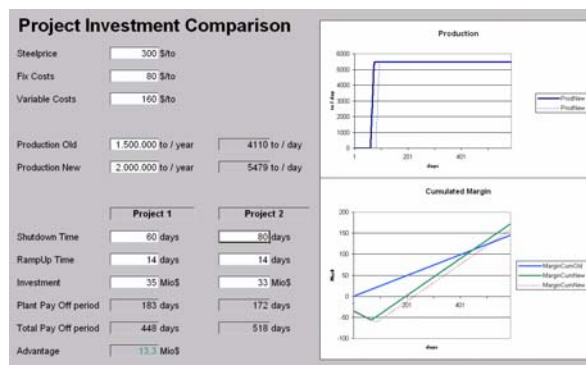 Project Investment Comparison
Steelprice 300 $/to
Fix Costs 80 $/to
Variable Costs 160 $/to
Production Old 1.500.000 to / year 4110 to / day
Production New 2.000.000 to / year 5479 to / day
Project 1 Project 2
Shutdown Time 60 days 80 days
RampUp Time 14 days 14 days
Investment 35 Mio$ 33 Mio$
Plant Pay Off period 183 days 172 days
Total Pay Off period 448 days 518 days
Advantage 13,3 Mio$
Production
6000
5000
4000
3000
2000
1000
0
to / day
1 201 401
days
ProdNew
ProdNew
Cumulated Margin
200
150
100
50
0
-50
-100
Mio$
201 401
days
MarginCumOld
MarginCumNew
MarginCumNew